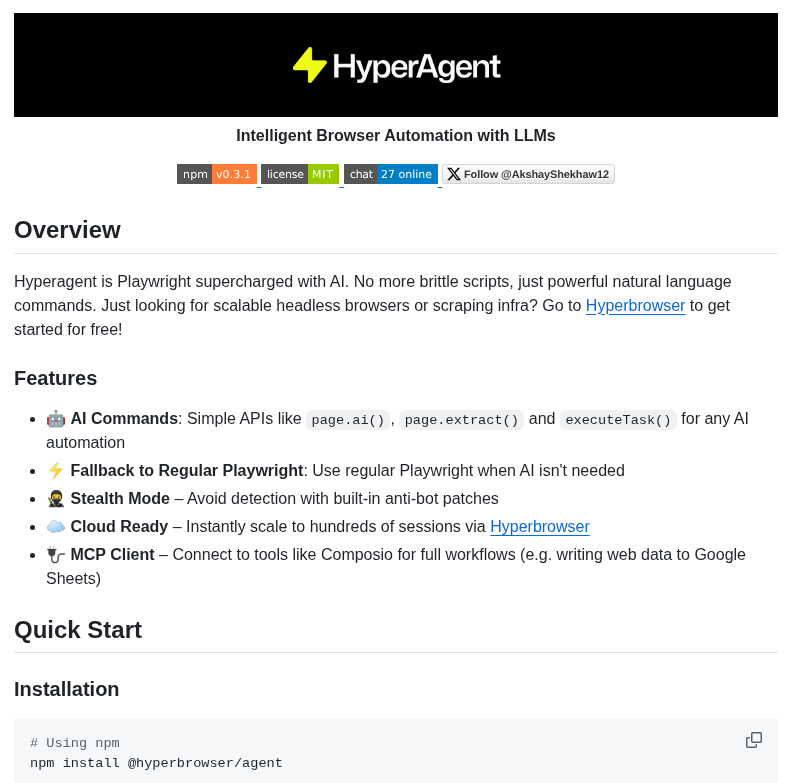 HyperAgent
Intelligent Browser Automation with LLMs
npm v0.3.1 license MIT chat 27 online Follow @AkshayShekhaw12
Overview
Hyperagent is Playwright supercharged with AI. No more brittle scripts, just powerful natural language
commands. Just looking for scalable headless browsers or scraping infra? Go to Hyperbrowser to get
started for free!
Features
🤖 AI Commands: Simple APIs like page.ai(), page.extract() and executeTask() for any AI
automation
⚡ Fallback to Regular Playwright: Use regular Playwright when AI isn't needed
🥷 Stealth Mode – Avoid detection with built-in anti-bot patches
☁️ Cloud Ready – Instantly scale to hundreds of sessions via Hyperbrowser
🔌 MCP Client – Connect to tools like Composio for full workflows (e.g. writing web data to Google
Sheets)
Quick Start
Installation
# Using npm
npm install @hyperbrowser/agent